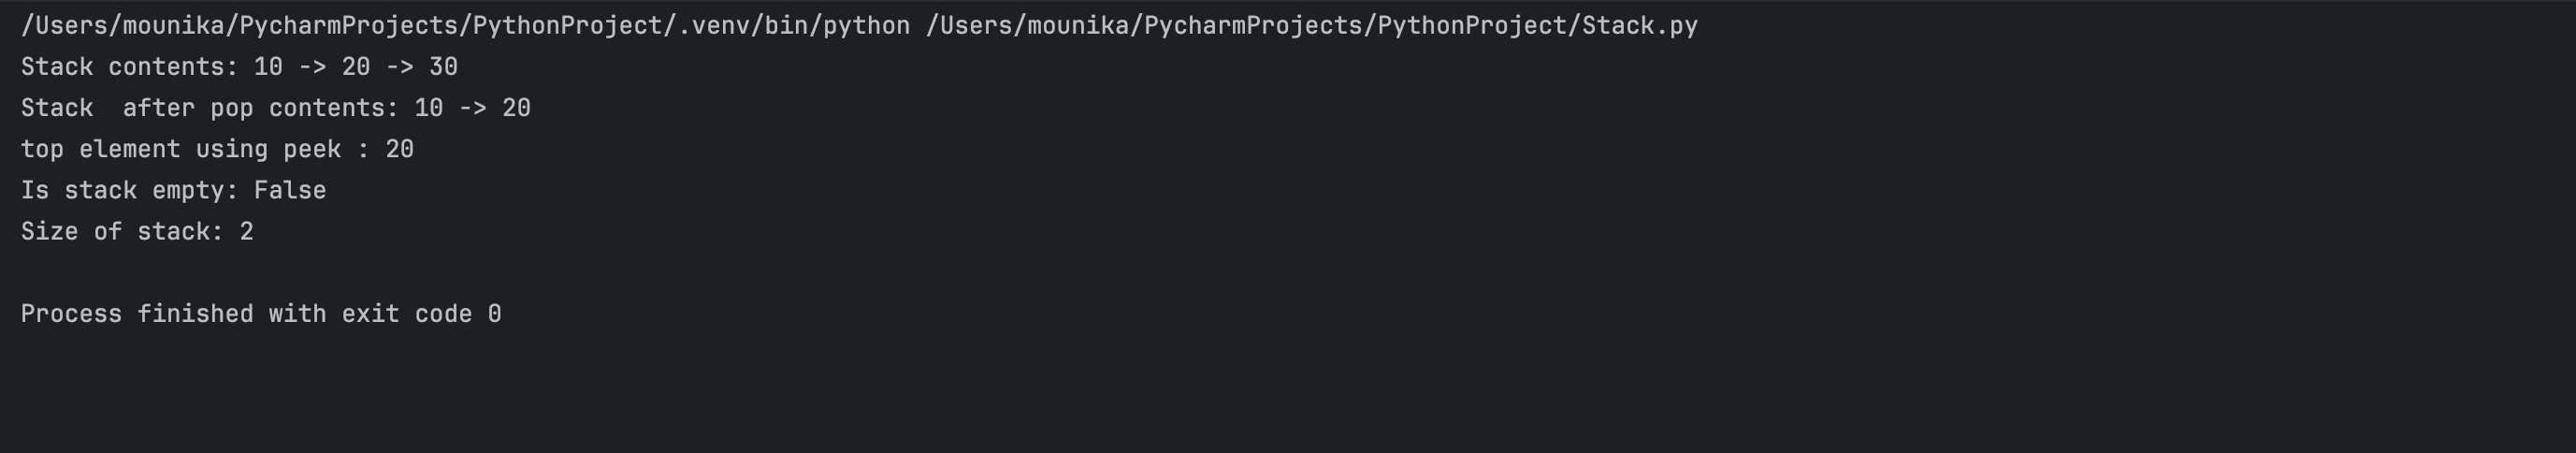 /Users/mounika/PycharmProjects/PythonProject/.venv/bin/python /Users/mounika/PycharmProjects/PythonProject/Stack.py
Stack contents: 10 -> 20 -> 30
Stack  after pop contents: 10 -> 20
top element using peek : 20
Is stack empty: False
Size of stack: 2
Process finished with exit code 0